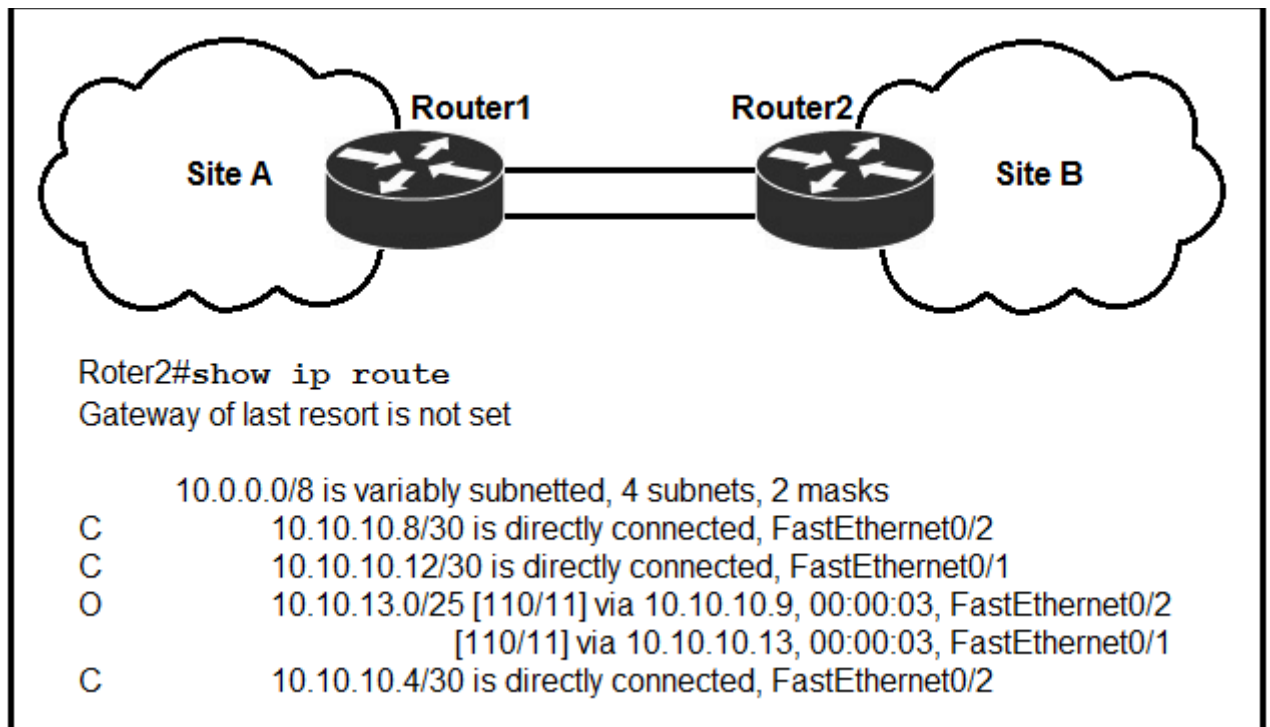 Router1
Router2
Site A
Site B
Roter2#show ip route
Gateway of last resort is not set
10.0.0.0/8 is variably subnetted, 4 subnets, 2 masks
C 10.10.10.8/30 is directly connected, FastEthernet0/2
C 10.10.10.12/30 is directly connected, FastEthernet0/1
O 10.10.13.0/25 [110/11] via 10.10.10.9, 00:00:03, FastEthernet0/2
[110/11] via 10.10.10.13, 00:00:03, FastEthernet0/1
C 10.10.10.4/30 is directly connected, FastEthernet0/2